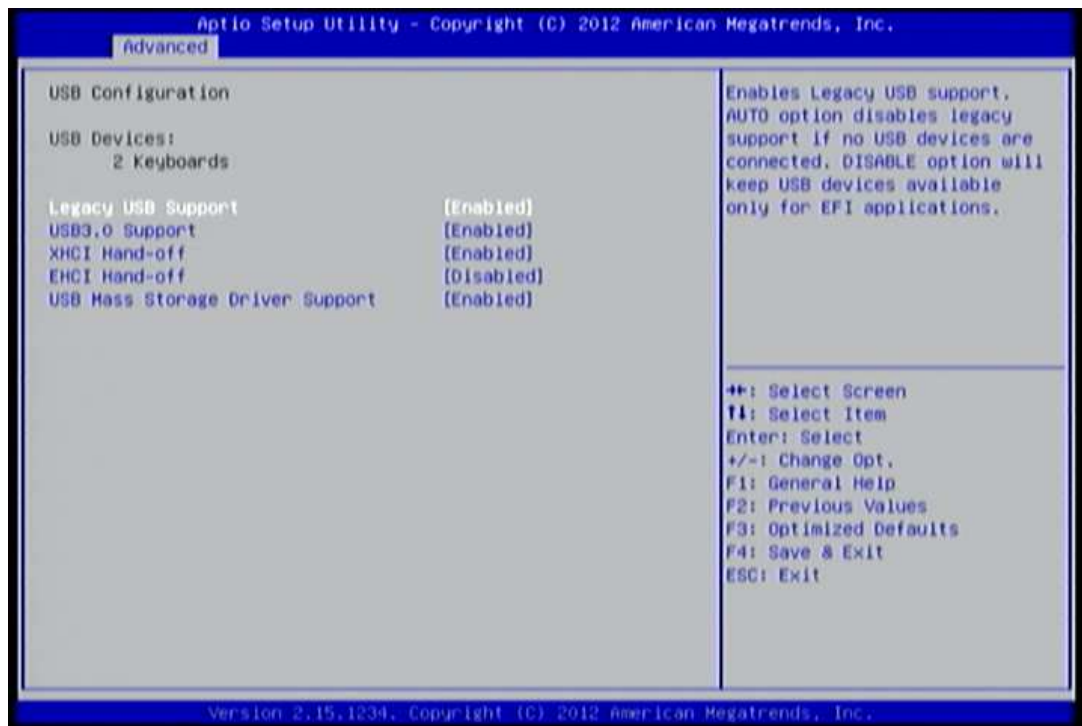 Aptio Setup Utility - Copyright (C) 2012 American Megatrends, Inc.
Advanced
USB Configuration
USB Devices:
2 Keyboards
Legacy USB Support [Enabled]
USB3.0 Support [Enabled]
XHCI Hand-off [Enabled]
EHCI Hand-off [Disabled]
USB Mass Storage Driver Support [Enabled]
Enables Legacy USB support.
AUTO option disables legacy
support if no USB devices are
connected. DISABLE option will
keep USB devices available
only for EFI applications.
→←: Select Screen
↑↓: Select Item
Enter: Select
+/-: Change Opt.
F1: General Help
F2: Previous Values
F3: Optimized Defaults
F4: Save & Exit
ESC: Exit
Version 2.15.1234. Copyright (C) 2012 American Megatrends, Inc.